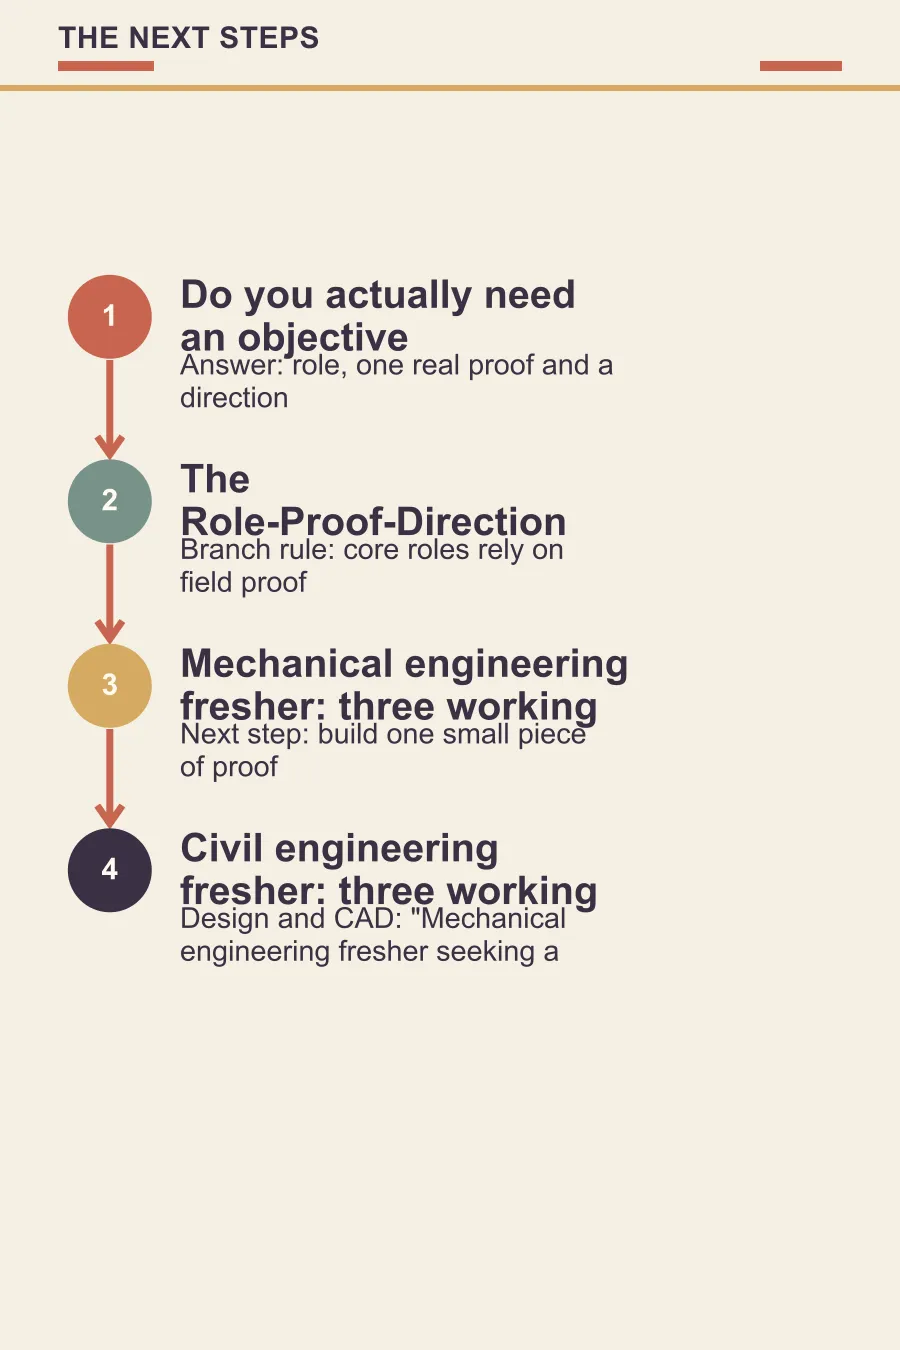 THE NEXT STEPS
1
Do you actually need
an objective
Answer: role, one real proof and a
direction
2
The
Role-Proof-Direction
Branch rule: core roles rely on
field proof
3
Mechanical engineering
fresher: three working
Next step: build one small piece
of proof
4
Civil engineering
fresher: three working
Design and CAD: "Mechanical
engineering fresher seeking a